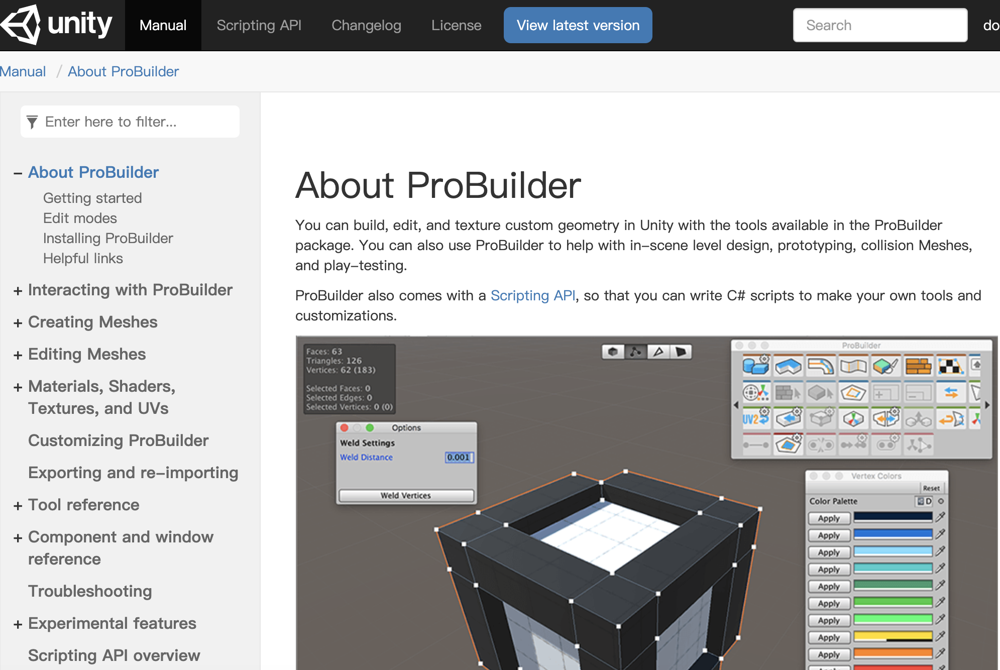 unity
Manual
Scripting API
Changelog
License
View latest version
Search
do
Manual / About ProBuilder
Enter here to filter...
– About ProBuilder
Getting started
Edit modes
Installing ProBuilder
Helpful links
+ Interacting with ProBuilder
+ Creating Meshes
+ Editing Meshes
+ Materials, Shaders,
Textures, and UVs
Customizing ProBuilder
Exporting and re-importing
+ Tool reference
+ Component and window
reference
Troubleshooting
+ Experimental features
Scripting API overview
About ProBuilder
You can build, edit, and texture custom geometry in Unity with the tools available in the ProBuilder
package. You can also use ProBuilder to help with in-scene level design, prototyping, collision Meshes,
and play-testing.
ProBuilder also comes with a Scripting API, so that you can write C# scripts to make your own tools and
customizations.
Faces: 63
Triangles: 126
Vertices: 62 (183)
Selected Faces: 0
Selected Edges: 0
Selected Vertices: 0 (0)
Options
Weld Settings
Weld Distance 0.001
Weld Vertices
ProBuilder
UV2
Vertex Colors
Reset
Color Palette
D
Apply
Apply
Apply
Apply
Apply
Apply
Apply
Apply
Apply